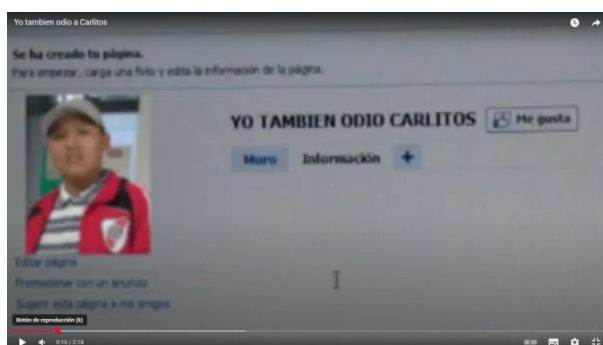 Yo tambien odio a Carlitos
Se ha creado tu página.
Para empezar, carga una foto y edita la información de la página.
YO TAMBIEN ODIO CARLITOS
Me gusta
Muro Información +
Editar página
Promocionar con un anuncio
Sugerir esta página a mis amigos
Botón de reproducción (k)
0:10 / 2:18